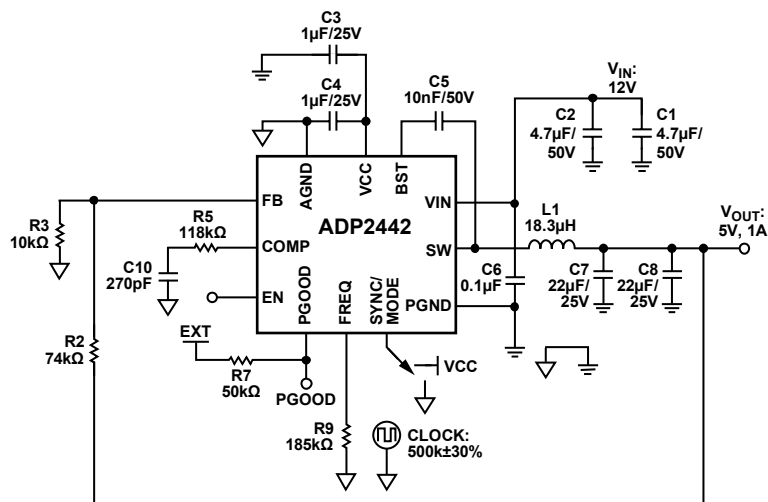 C3
1µF/25V
C4
1µF/25V
C5
10nF/50V
VIN:
12V
C2
4.7µF/
50V
C1
4.7µF/
50V
AGND
VCC
BST
FB
VIN
ADP2442
L1
18.3µH
VOUT:
5V, 1A
R3
10kΩ
R5
118kΩ
COMP
SW
C10
270pF
EN
C6
0.1µF
C7
22µF/
25V
C8
22µF/
25V
PGOOD
FREQ
SYNC/
MODE
PGND
EXT
R2
74kΩ
R7
50kΩ
PGOOD
VCC
R9
185kΩ
CLOCK:
500k±30%